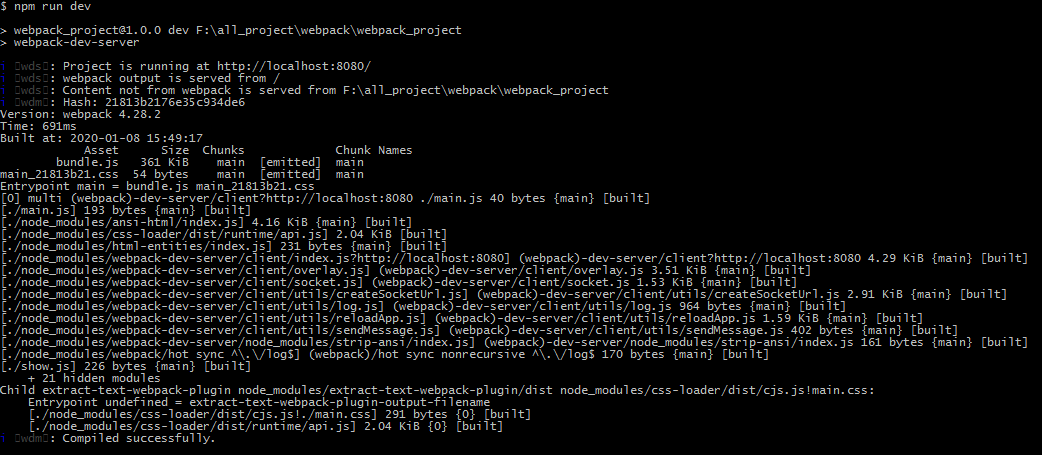 $ npm run dev
> webpack_project@1.0.0 dev F:\all_project\webpack\webpack_project
> webpack-dev-server
i 「wds」: Project is running at http://localhost:8080/
i 「wds」: webpack output is served from /
i 「wds」: Content not from webpack is served from F:\all_project\webpack\webpack_project
i 「wdm」: Hash: 21813b2176e35c934de6
Version: webpack 4.28.2
Time: 691ms
Built at: 2020-01-08 15:49:17
Asset Size Chunks Chunk Names
bundle.js 361 KiB main [emitted] main
main_21813b21.css 54 bytes main [emitted] main
Entrypoint main = bundle.js main_21813b21.css
[0] multi (webpack)-dev-server/client?http://localhost:8080 ./main.js 40 bytes {main} [built]
[./main.js] 193 bytes {main} [built]
[./node_modules/ansi-html/index.js] 4.16 KiB {main} [built]
[./node_modules/css-loader/dist/runtime/api.js] 2.04 KiB [built]
[./node_modules/html-entities/index.js] 231 bytes {main} [built]
[./node_modules/webpack-dev-server/client/index.js?http://localhost:8080] (webpack)-dev-server/client?http://localhost:8080 4.29 KiB {main} [built]
[./node_modules/webpack-dev-server/client/overlay.js] (webpack)-dev-server/client/overlay.js 3.51 KiB {main} [built]
[./node_modules/webpack-dev-server/client/socket.js] (webpack)-dev-server/client/socket.js 1.53 KiB {main} [built]
[./node_modules/webpack-dev-server/client/utils/createSocketUrl.js] (webpack)-dev-server/client/utils/createSocketUrl.js 2.91 KiB {main} [built]
[./node_modules/webpack-dev-server/client/utils/log.js] (webpack)-dev-server/client/utils/log.js 964 bytes {main} [built]
[./node_modules/webpack-dev-server/client/utils/reloadApp.js] (webpack)-dev-server/client/utils/reloadApp.js 1.59 KiB {main} [built]
[./node_modules/webpack-dev-server/client/utils/sendMessage.js] (webpack)-dev-server/client/utils/sendMessage.js 402 bytes {main} [built]
[./node_modules/webpack-dev-server/node_modules/strip-ansi/index.js] (webpack)-dev-server/node_modules/strip-ansi/index.js 161 bytes {main} [built]
[./node_modules/webpack/hot sync ^\.\/log$] (webpack)/hot sync nonrecursive ^\.\/log$ 170 bytes {main} [built]
[./show.js] 226 bytes {main} [built]
+ 21 hidden modules
Child extract-text-webpack-plugin node_modules/extract-text-webpack-plugin/dist node_modules/css-loader/dist/cjs.js!main.css:
Entrypoint undefined = extract-text-webpack-plugin-output-filename
[./node_modules/css-loader/dist/cjs.js!./main.css] 291 bytes {0} [built]
[./node_modules/css-loader/dist/runtime/api.js] 2.04 KiB {0} [built]
i 「wdm」: Compiled successfully.